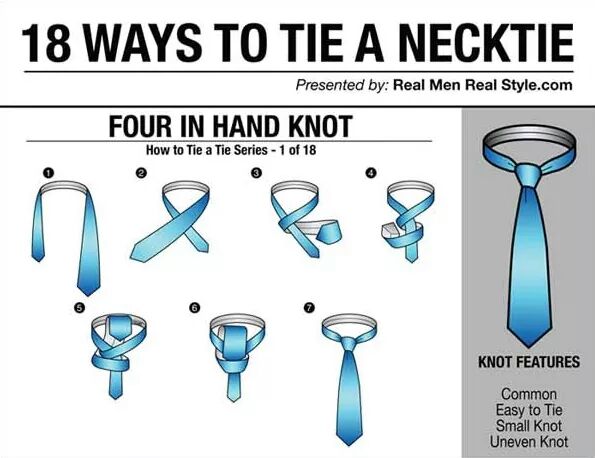 18 WAYS TO TIE A NECKTIE
Presented by: Real Men Real Style.com
FOUR IN HAND KNOT
How to Tie a Tie Series - 1 of 18
1
2
3
4
5
6
7
KNOT FEATURES
Common
Easy to Tie
Small Knot
Uneven Knot